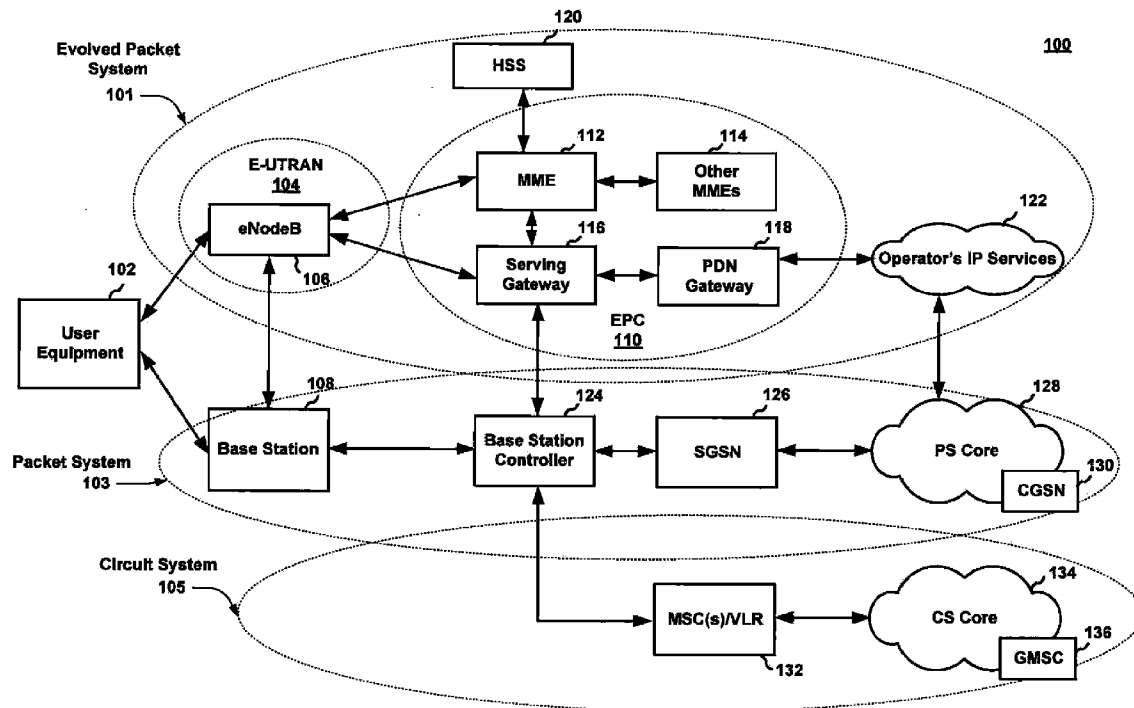 120
100
Evolved Packet
System
101
HSS
112
114
E-UTRAN
104
MME
Other
MMEs
122
eNodeB
116
118
102
106
Serving
Gateway
PDN
Gateway
Operator's IP Services
User
Equipment
EPC
110
108
124
126
128
Base Station
Base Station
Controller
SGSN
PS Core
Packet System
103
130
CGSN
Circuit System
105
134
MSC(s)/VLR
CS Core
136
132
GMSC